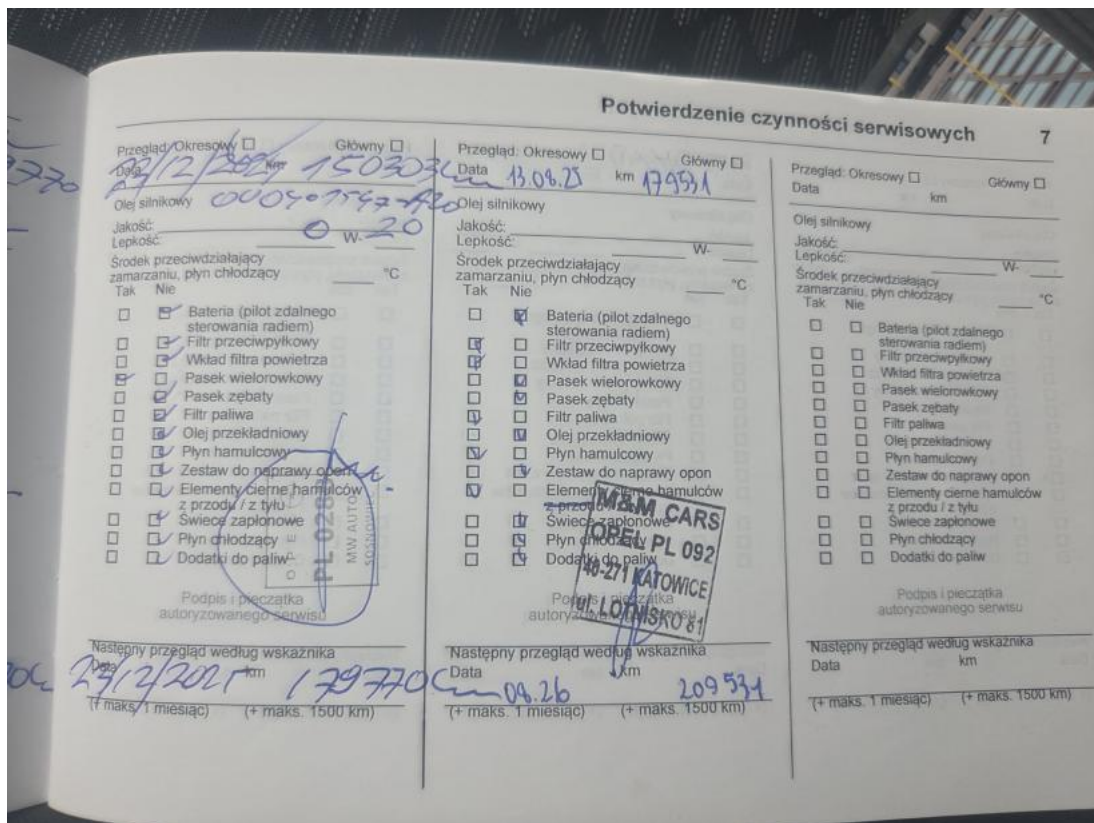 Potwierdzenie czynności serwisowych 7
Przegląd: Okresowy Główny
Data km 150303
Olej silnikowy
Jakość:
Lepkość: 0 W- 20
Środek przeciwdziałający
zamarzaniu, płyn chłodzący °C
Tak Nie
Bateria (pilot zdalnego
sterowania radiem)
Filtr przeciwpyłkowy
Wkład filtra powietrza
Pasek wielorowkowy
Pasek zębaty
Filtr paliwa
Olej przekładniowy
Płyn hamulcowy
Zestaw do naprawy opon
Elementy cierne hamulców
z przodu / z tyłu
Świece zapłonowe
Płyn chłodzący
Dodatki do paliw
OPEL
MW AUTO
SOSNOWIEC
Podpis i pieczątka
autoryzowanego serwisu
Następny przegląd według wskaźnika
Data km
23/12/2025 179770
(+ maks. 1 miesiąc) (+ maks. 1500 km)
Przegląd: Okresowy Główny
Data 13.08.25 km 179531
Olej silnikowy
Jakość:
Lepkość: W-
Środek przeciwdziałający
zamarzaniu, płyn chłodzący °C
Tak Nie
Bateria (pilot zdalnego
sterowania radiem)
Filtr przeciwpyłkowy
Wkład filtra powietrza
Pasek wielorowkowy
Pasek zębaty
Filtr paliwa
Olej przekładniowy
Płyn hamulcowy
Zestaw do naprawy opon
Elementy cierne hamulców
z przodu / z tyłu
Świece zapłonowe
Płyn chłodzący
Dodatki do paliw
M&M CARS
OPEL PL 092
40-271 KATOWICE
ul. LOTNISKO 81
Podpis i pieczątka
autoryzowanego serwisu
Następny przegląd według wskaźnika
Data km
08.26 209531
(+ maks. 1 miesiąc) (+ maks. 1500 km)
Przegląd: Okresowy Główny
Data km
Olej silnikowy
Jakość:
Lepkość: W-
Środek przeciwdziałający
zamarzaniu, płyn chłodzący °C
Tak Nie
Bateria (pilot zdalnego
sterowania radiem)
Filtr przeciwpyłkowy
Wkład filtra powietrza
Pasek wielorowkowy
Pasek zębaty
Filtr paliwa
Olej przekładniowy
Płyn hamulcowy
Zestaw do naprawy opon
Elementy cierne hamulców
z przodu / z tyłu
Świece zapłonowe
Płyn chłodzący
Dodatki do paliw
Podpis i pieczątka
autoryzowanego serwisu
Następny przegląd według wskaźnika
Data km
(+ maks. 1 miesiąc) (+ maks. 1500 km)